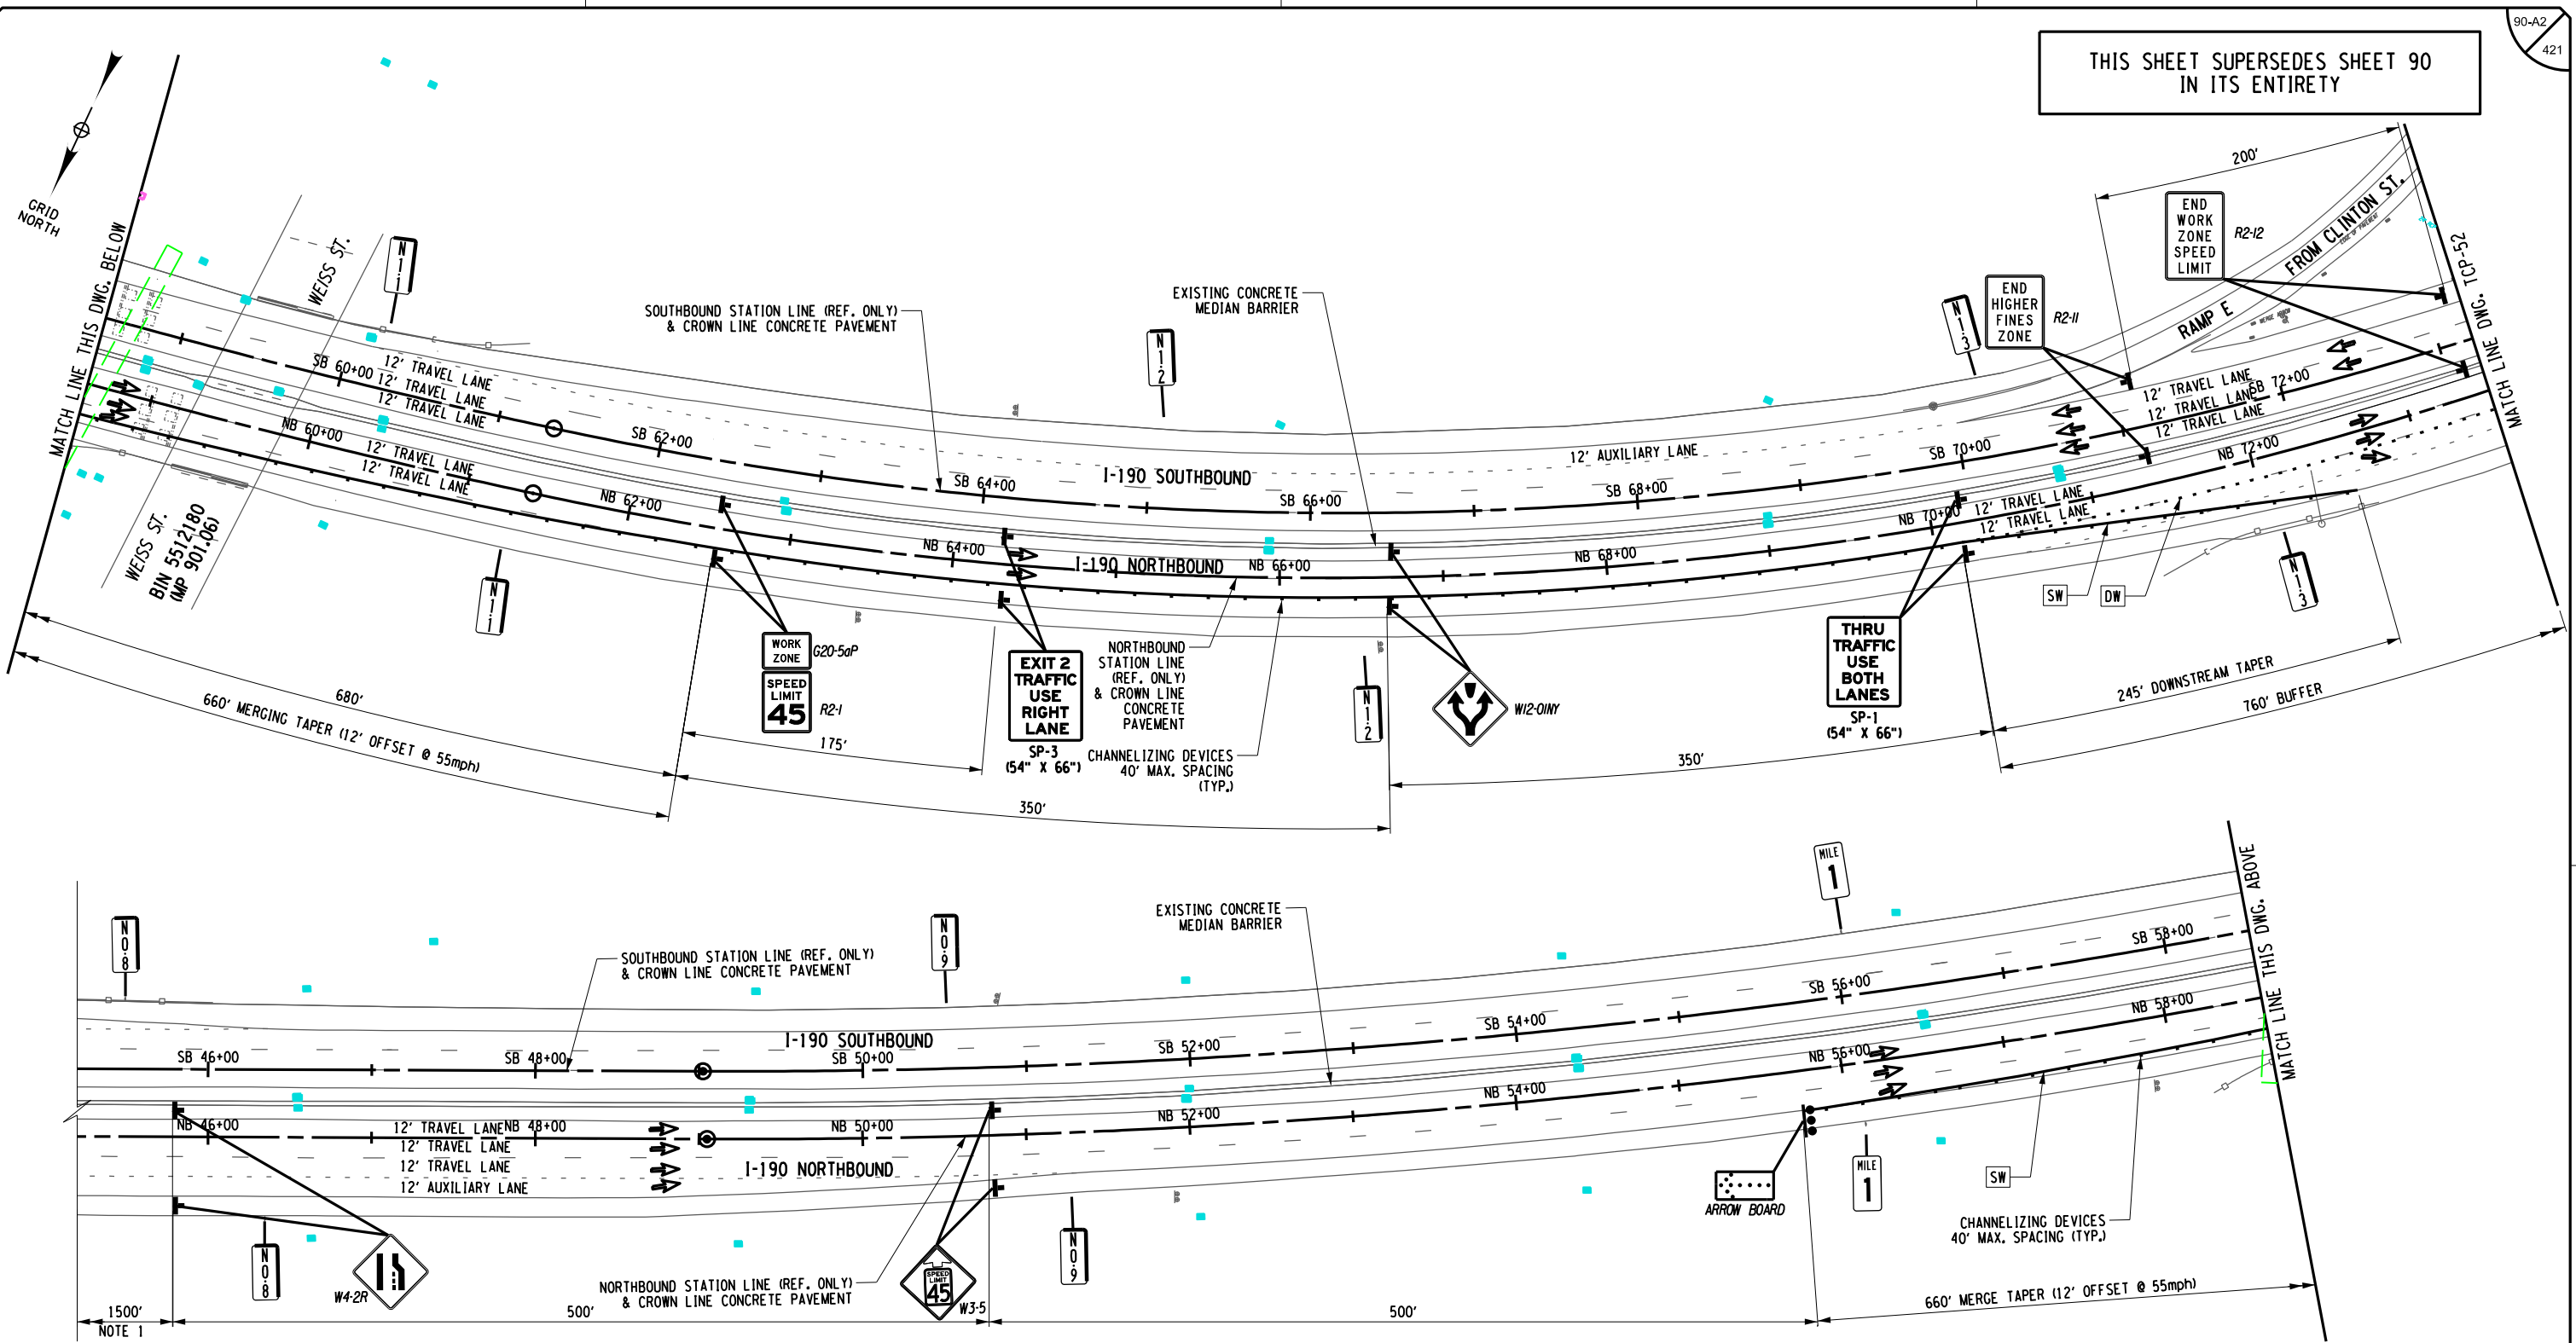 90-A2
421
THIS SHEET SUPERSEDES SHEET 90
IN ITS ENTIRETY
GRID
NORTH
MATCH LINE THIS DWG. BELOW
WEISS ST.
N
1.1
SOUTHBOUND STATION LINE (REF. ONLY)
& CROWN LINE CONCRETE PAVEMENT
EXISTING CONCRETE
MEDIAN BARRIER
N
1.2
N
1.3
END
HIGHER
FINES
ZONE
R2-11
END
WORK
ZONE
SPEED
LIMIT
R2-12
200'
FROM CLINTON ST.
RAMP E
EDGE OF PAVEMENT
MATCH LINE DWG. TCP-52
SB 60+00
12' TRAVEL LANE
12' TRAVEL LANE
12' TRAVEL LANE
SB 62+00
SB 64+00
I-190 SOUTHBOUND
SB 66+00
SB 68+00
12' AUXILIARY LANE
SB 70+00
12' TRAVEL LANE
12' TRAVEL LANE
12' TRAVEL LANE
SB 72+00
NB 60+00
12' TRAVEL LANE
12' TRAVEL LANE
NB 62+00
NB 64+00
I-190 NORTHBOUND
NB 66+00
NB 68+00
NB 70+00
12' TRAVEL LANE
12' TRAVEL LANE
NB 72+00
WEISS ST.
BIN 5512180
(MP 901.06)
N
1.1
WORK
ZONE
G20-5aP
SPEED
LIMIT
45
R2-1
EXIT 2
TRAFFIC
USE
RIGHT
LANE
SP-3
(54" X 66")
NORTHBOUND
STATION LINE
(REF. ONLY)
& CROWN LINE
CONCRETE
PAVEMENT
CHANNELIZING DEVICES
40' MAX. SPACING
(TYP.)
N
1.2
W12-01NY
THRU
TRAFFIC
USE
BOTH
LANES
SP-1
(54" X 66")
SW
DW
N
1.3
680'
660' MERGING TAPER (12' OFFSET @ 55mph)
175'
350'
350'
245' DOWNSTREAM TAPER
760' BUFFER
N
0.8
SOUTHBOUND STATION LINE (REF. ONLY)
& CROWN LINE CONCRETE PAVEMENT
N
0.9
EXISTING CONCRETE
MEDIAN BARRIER
MILE
1
MATCH LINE THIS DWG. ABOVE
I-190 SOUTHBOUND
SB 46+00
SB 48+00
SB 50+00
SB 52+00
SB 54+00
SB 56+00
SB 58+00
NB 46+00
12' TRAVEL LANE
NB 48+00
12' TRAVEL LANE
12' TRAVEL LANE
12' AUXILIARY LANE
NB 50+00
I-190 NORTHBOUND
NB 52+00
NB 54+00
NB 56+00
NB 58+00
N
0.8
W4-2R
NORTHBOUND STATION LINE (REF. ONLY)
& CROWN LINE CONCRETE PAVEMENT
SPEED
LIMIT
45
W3-5
N
0.9
ARROW BOARD
MILE
1
SW
CHANNELIZING DEVICES
40' MAX. SPACING (TYP.)
1500'
NOTE 1
500'
500'
660' MERGE TAPER (12' OFFSET @ 55mph)